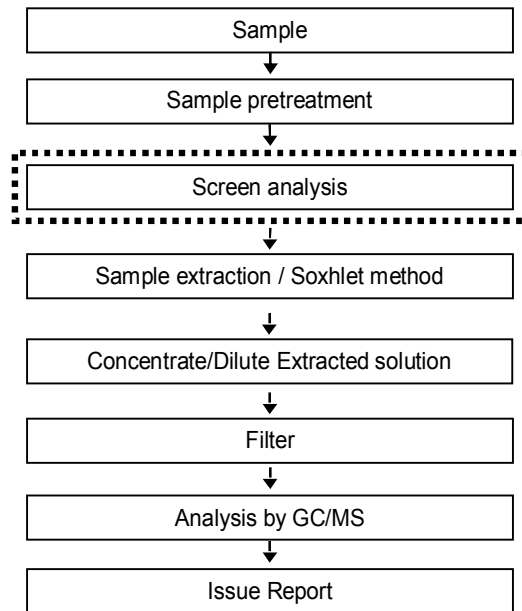 Sample
Sample pretreatment
Screen analysis
Sample extraction / Soxhlet method
Concentrate/Dilute Extracted solution
Filter
Analysis by GC/MS
Issue Report